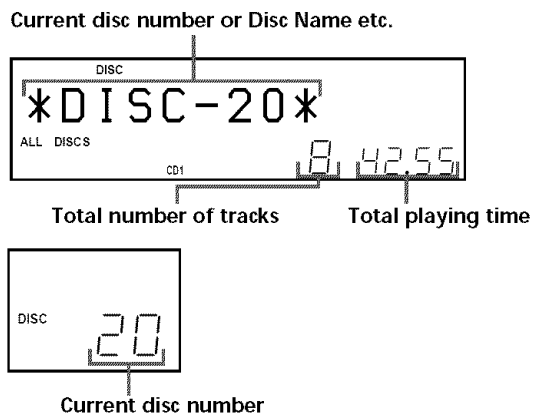 Current disc number or Disc Name etc.
DISC
*DISC-20*
ALL DISCS
CD1
8 42.55
Total number of tracks Total playing time
DISC
20
Current disc number